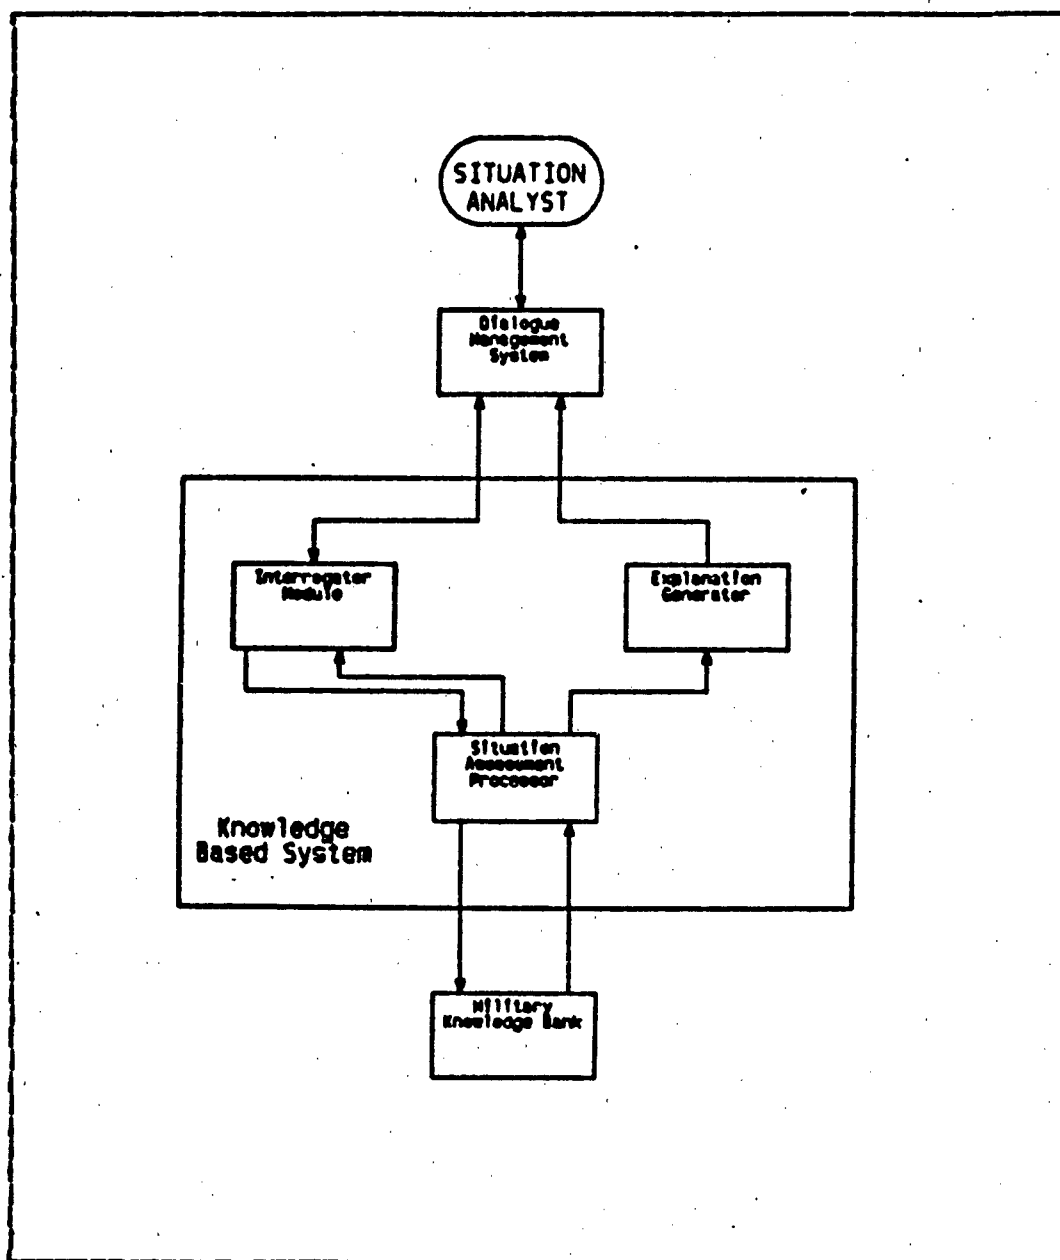 SITUATION
ANALYST
Dialogue
Management
System
Interrogator
Module
Explanation
Generator
Situation
Assessment
Processor
Knowledge
Based System
Military
Knowledge Bank